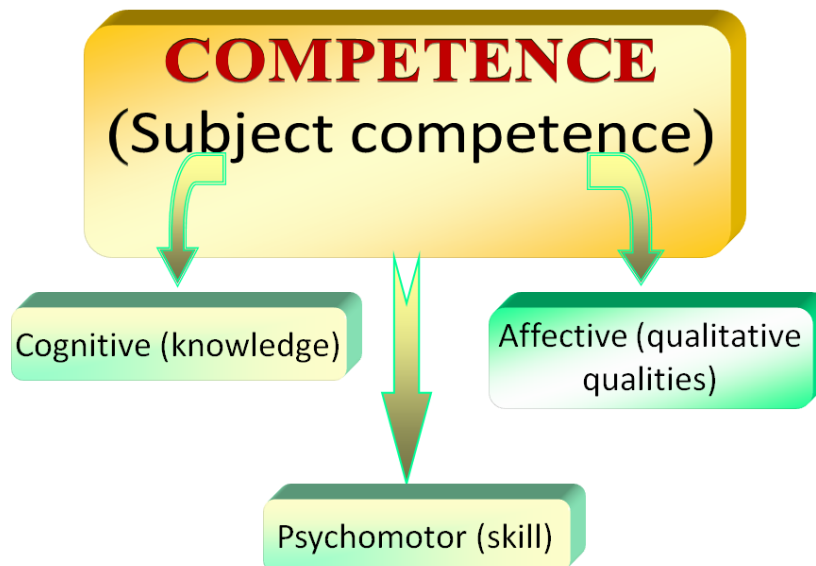 COMPETENCE
(Subject competence)
Cognitive (knowledge)
Affective (qualitative
qualities)
Psychomotor (skill)